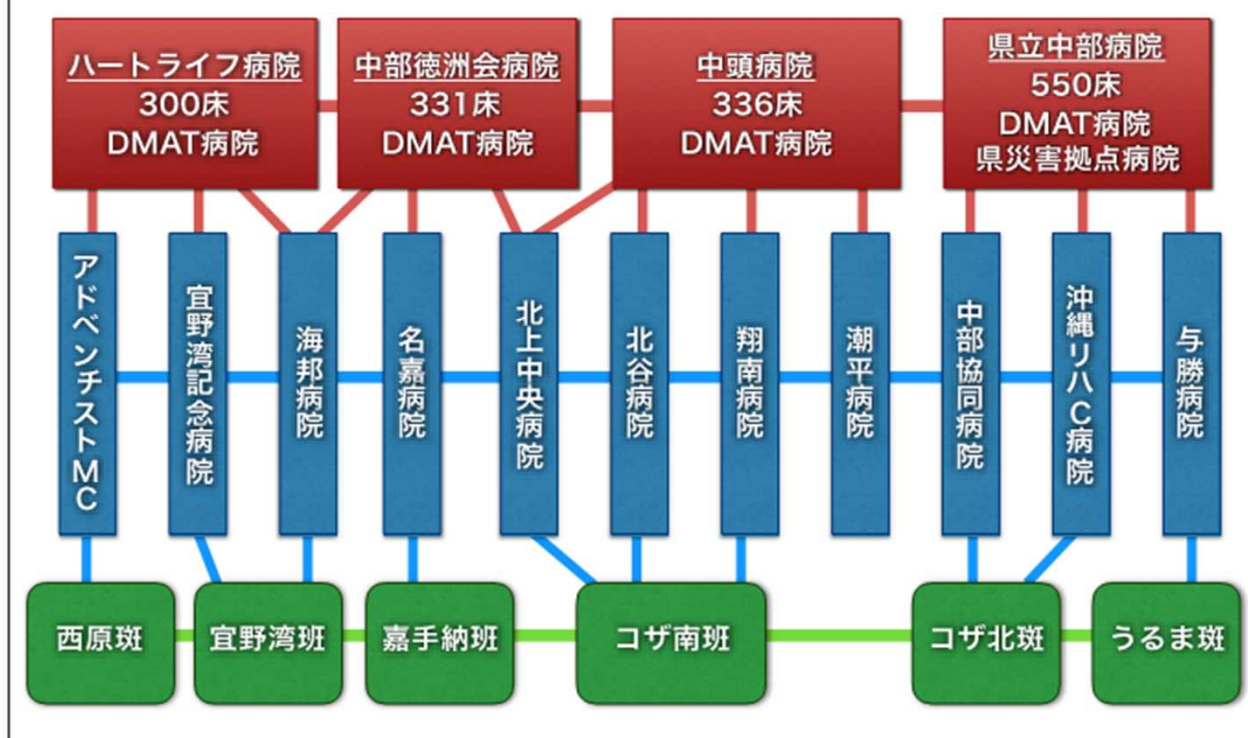 ハートライフ病院
300床
DMAT病院
中部徳洲会病院
331床
DMAT病院
中頭病院
336床
DMAT病院
県立中部病院
550床
DMAT病院
県災害拠点病院
アドベンチストMC
宜野湾記念病院
海邦病院
名嘉病院
北上中央病院
北谷病院
翔南病院
潮平病院
中部協同病院
沖縄リハC病院
与勝病院
西原斑
宜野湾班
嘉手納班
コザ南班
コザ北斑
うるま斑